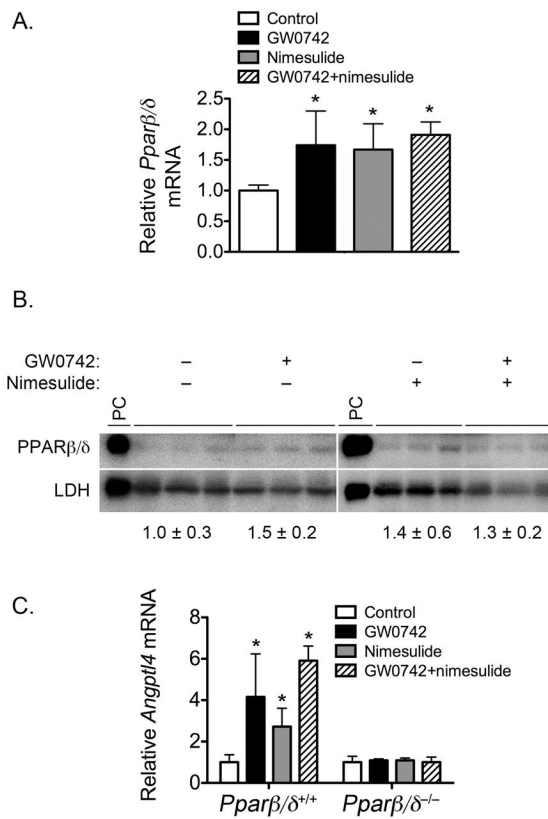 A.
Control
GW0742
Nimesulide
GW0742+nimesulide
Relative Pparβ/δ
mRNA
2.5
2.0
1.5
1.0
0.5
0.0
* * *
B.
GW0742: – + – +
Nimesulide: – – + +
PC PC
PPARβ/δ
LDH
1.0 ± 0.3 1.5 ± 0.2 1.4 ± 0.6 1.3 ± 0.2
C.
Control
GW0742
Nimesulide
GW0742+nimesulide
Relative Angptl4 mRNA
8
6
4
2
0
* * *
Pparβ/δ+/+ Pparβ/δ–/–